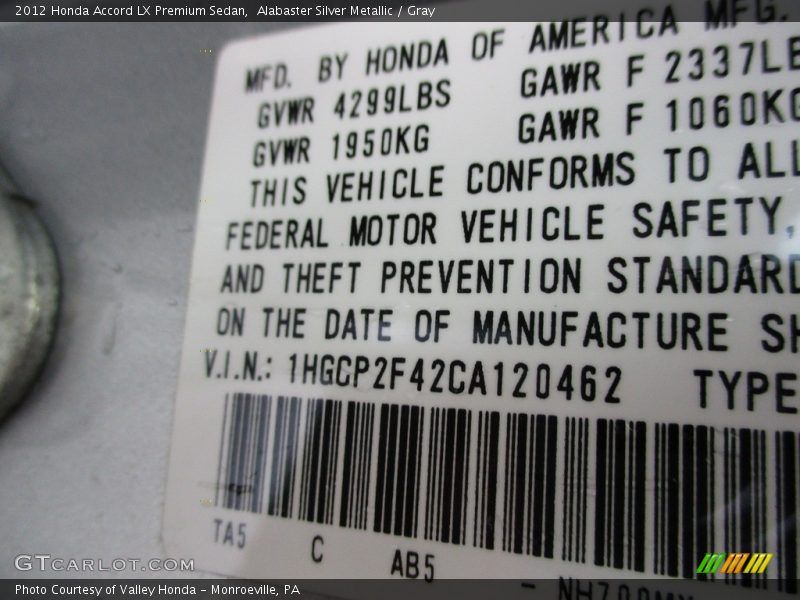 2012 Honda Accord LX Premium Sedan,  Alabaster Silver Metallic / Gray
MFD. BY HONDA OF AMERICA MFG.
GVWR 4299LBS GAWR F 2337LB
GVWR 1950KG GAWR F 1060KG
THIS VEHICLE CONFORMS TO ALL
FEDERAL MOTOR VEHICLE SAFETY,
AND THEFT PREVENTION STANDARD
ON THE DATE OF MANUFACTURE SH
V.I.N.: 1HGCP2F42CA120462 TYPE
TA5 C AB5 - NH700M
GTCARLOT.COM
Photo Courtesy of Valley Honda – Monroeville, PA